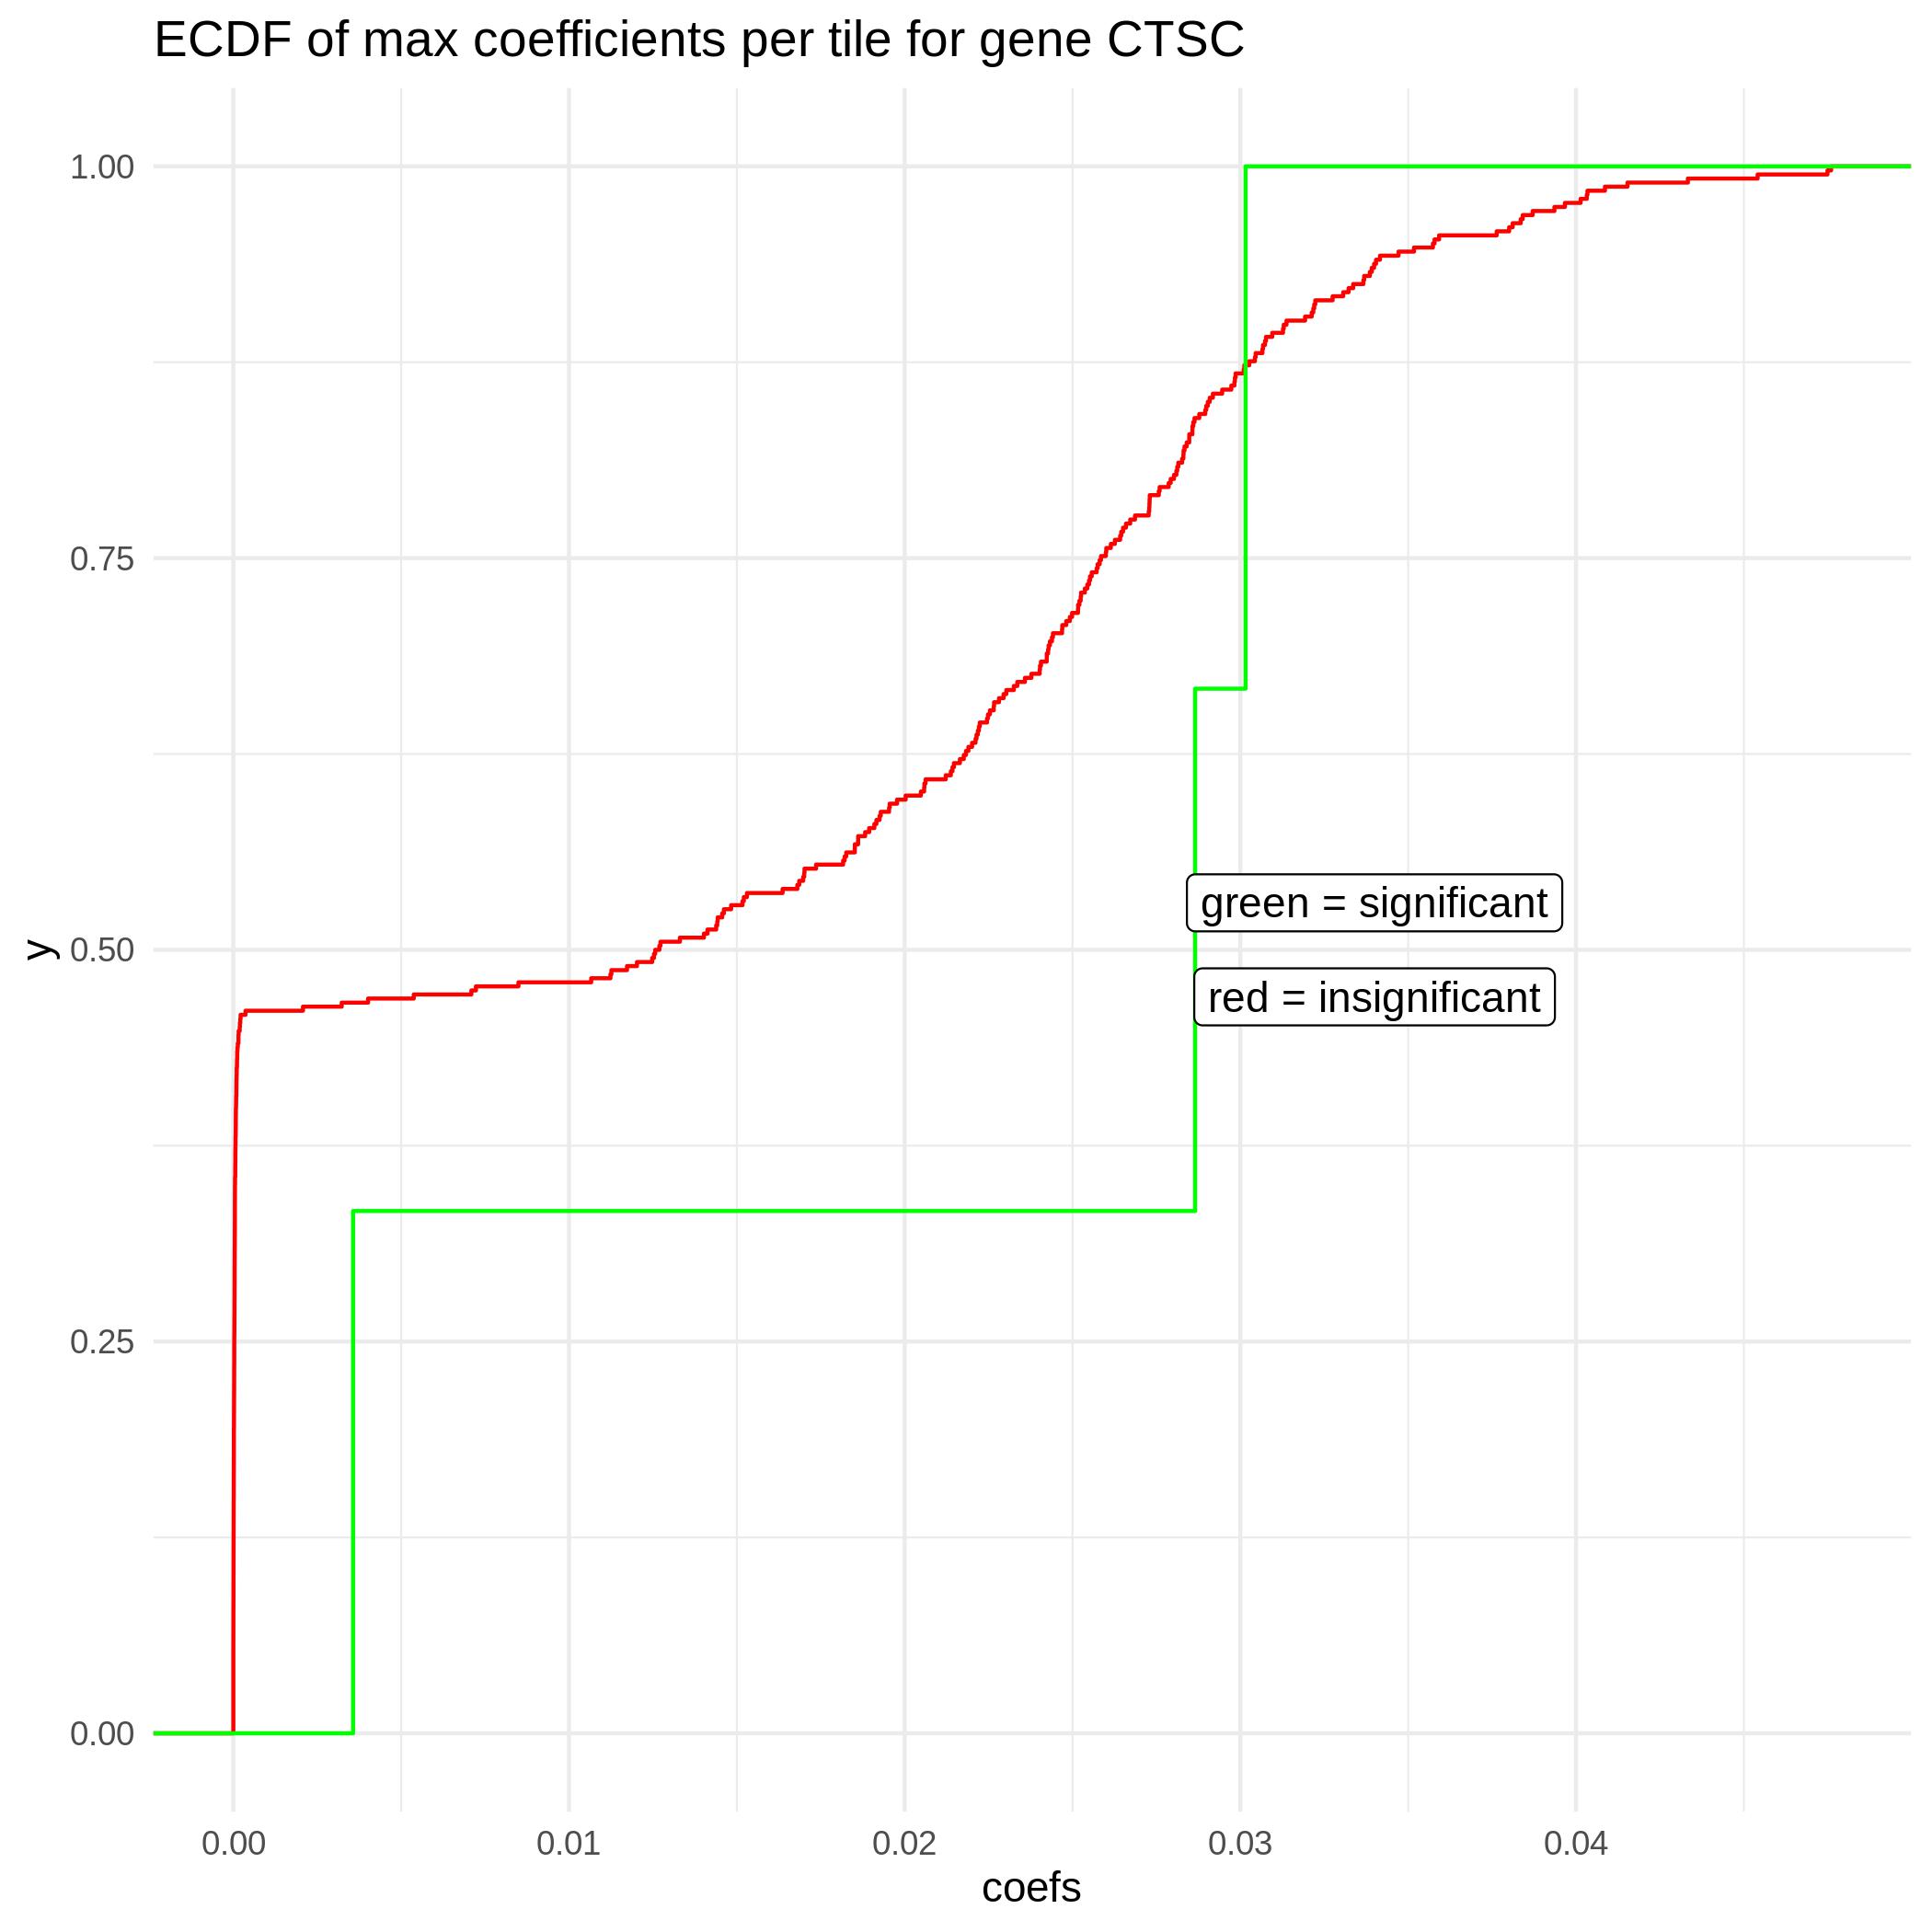 ECDF of max coefficients per tile for gene CTSC
1.00
0.75
0.50
0.25
0.00
y
green = significant
red = insignificant
0.00 0.01 0.02 0.03 0.04
coefs